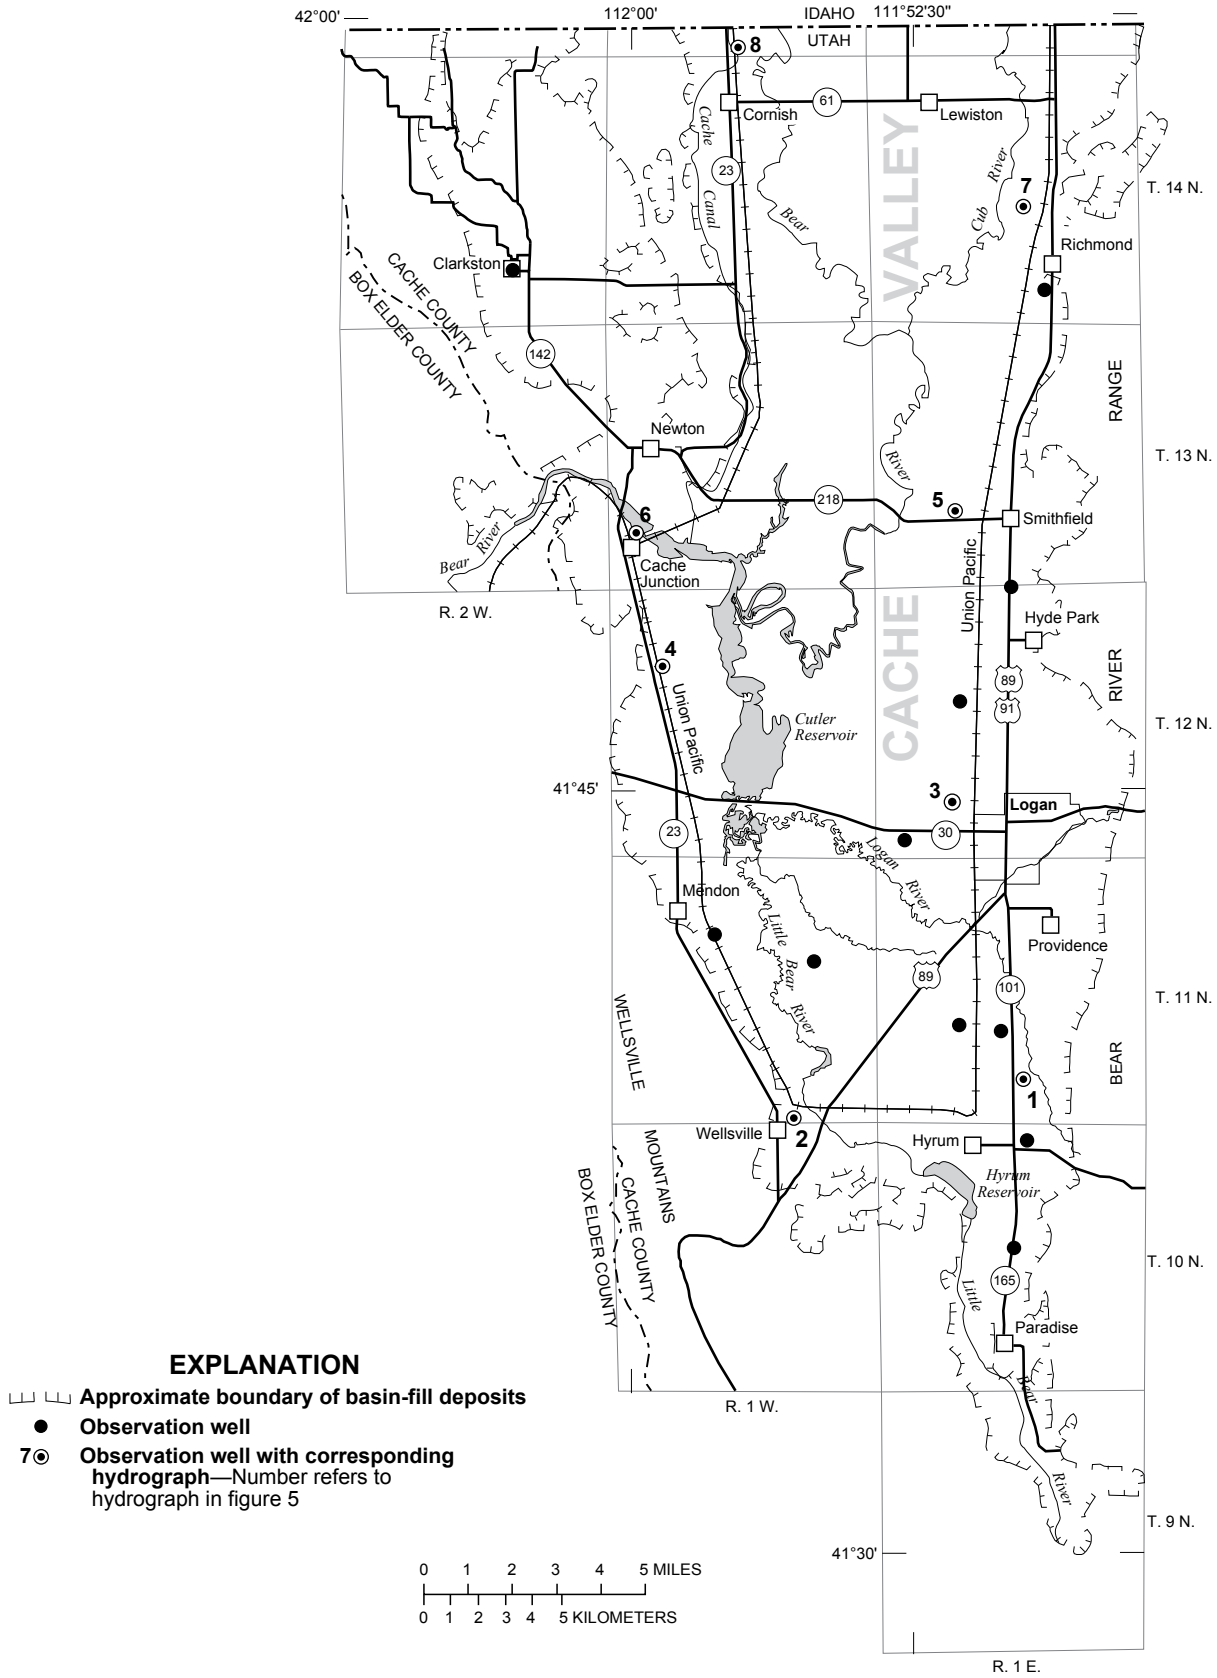 42°00'
112°00'
IDAHO
111°52'30"
UTAH
8
Cornish
61
Lewiston
Cache
Canal
23
Bear
River
Cub
River
VALLEY
7
T. 14 N.
Richmond
Clarkston
CACHE COUNTY
BOX ELDER COUNTY
142
RANGE
Newton
T. 13 N.
218
5
Smithfield
6
Bear
River
Cache
Junction
Union Pacific
R. 2 W.
Hyde Park
CACHE
4
89
91
RIVER
Union Pacific
Cutler
Reservoir
T. 12 N.
41°45'
3
Logan
23
30
Logan
River
Mendon
Little
Bear
River
Providence
89
101
T. 11 N.
WELLSVILLE
MOUNTAINS
BEAR
1
Wellsville
2
Hyrum
Hyrum
Reservoir
BOX ELDER COUNTY
CACHE COUNTY
T. 10 N.
165
Little
Bear
River
Paradise
R. 1 W.
T. 9 N.
41°30'
R. 1 E.
EXPLANATION
Approximate boundary of basin-fill deposits
Observation well
7 Observation well with corresponding
hydrograph—Number refers to
hydrograph in figure 5
0 1 2 3 4 5 MILES
0 1 2 3 4 5 KILOMETERS